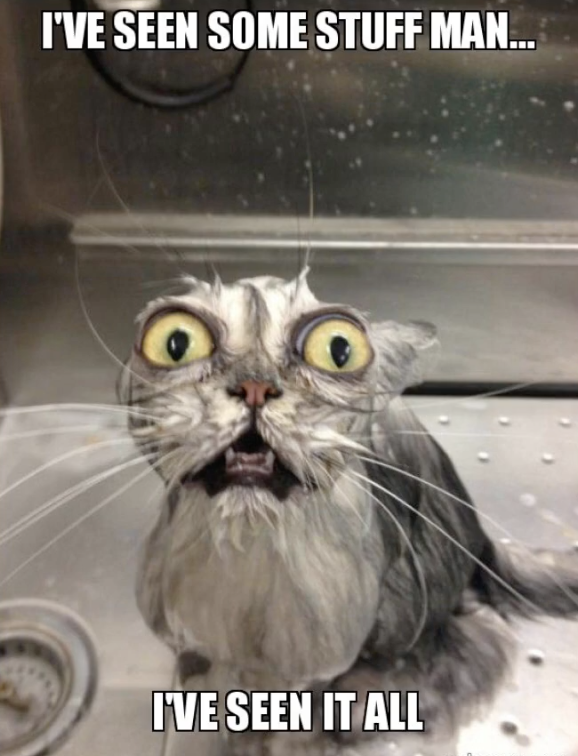 I'VE SEEN SOME STUFF MAN...
I'VE SEEN IT ALL